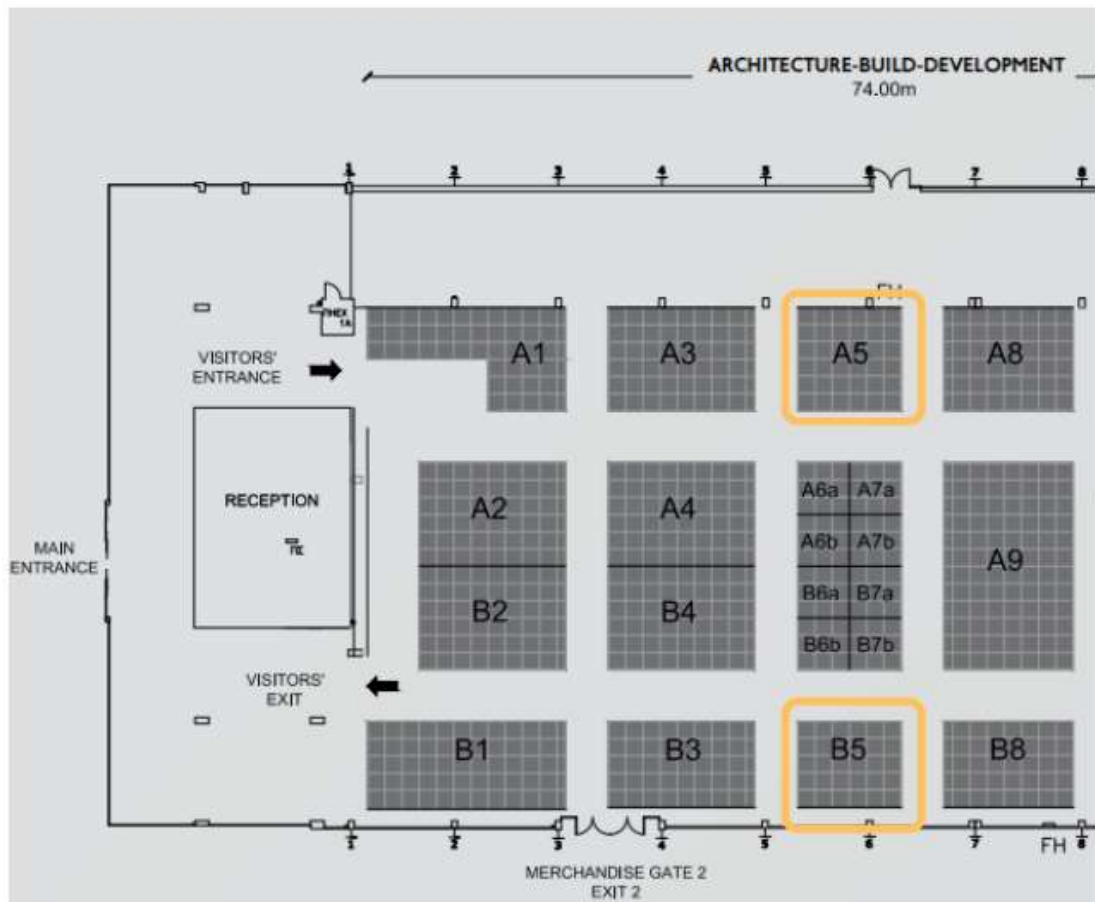 ARCHITECTURE-BUILD-DEVELOPMENT
74.00m
1 2 3 4 5 6 7 8
FH
VISITORS'
ENTRANCE
A1 A3 A5 A8
RECEPTION
MAIN
ENTRANCE
A2 A4 A6a A7a
A6b A7b A9
B2 B4 B6a B7a
B6b B7b
VISITORS'
EXIT
B1 B3 B5 B8
1 2 3 4 5 6 7 8
FH
MERCHANDISE GATE 2
EXIT 2